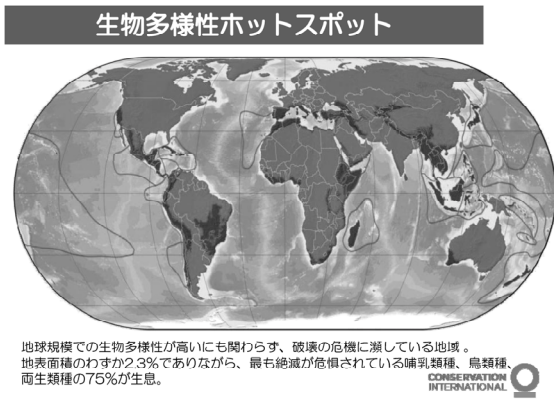 生物多様性ホットスポット
地球規模での生物多様性が高いにも関わらず、破壊の危機に瀕している地域 。
地表面積のわずか2.3%でありながら、最も絶滅が危惧されている哺乳類種、鳥類種、
両生類種の75%が生息。
CONSERVATION
INTERNATIONAL